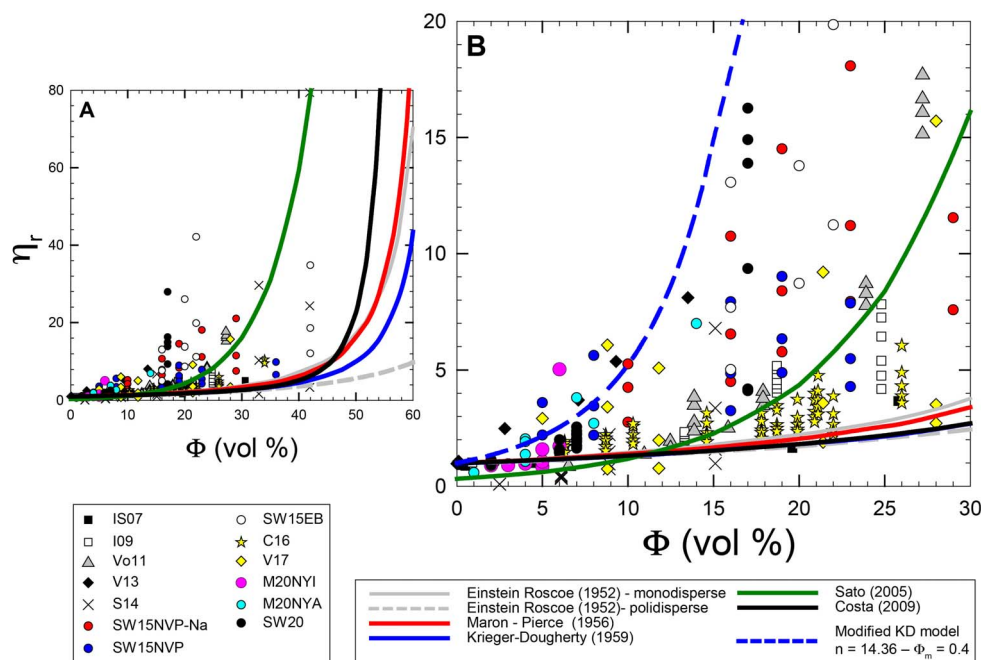 A
η_r
80
60
40
20
0
0 10 20 30 40 50 60
Φ (vol %)
B
20
15
10
5
0
0 5 10 15 20 25 30
Φ (vol %)
IS07
I09
Vo11
V13
S14
SW15NVP-Na
SW15NVP
SW15EB
C16
V17
M20NYI
M20NYA
SW20
Einstein Roscoe (1952) - monodisperse
Einstein Roscoe (1952)- polidisperse
Maron - Pierce (1956)
Krieger-Dougherty (1959)
Sato (2005)
Costa (2009)
Modified KD model
n = 14.36 – Φ_m = 0.4